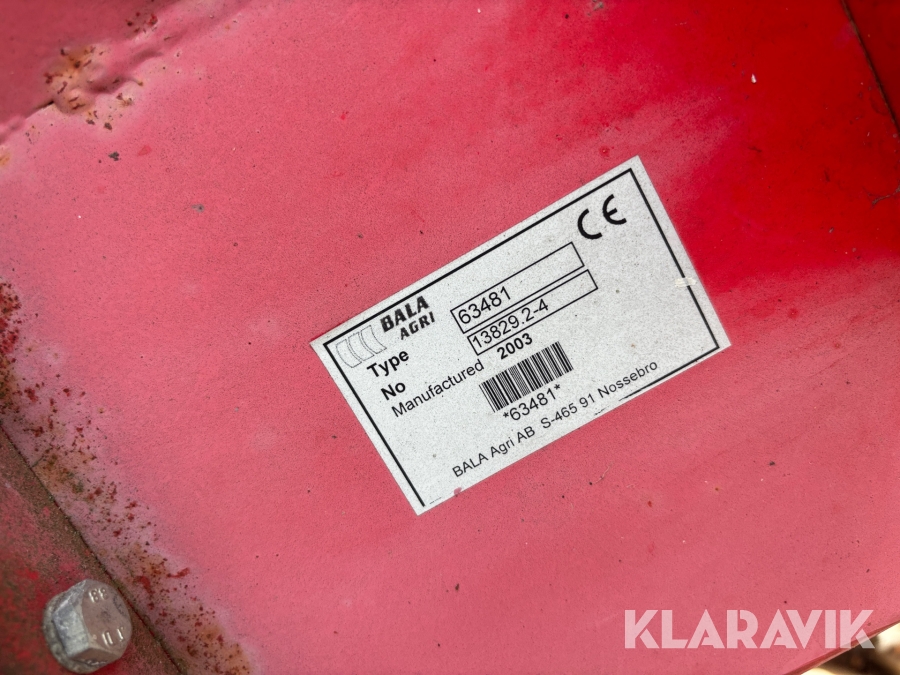 CE
BALA
AGRI
Type 63481
No 13829.2-4
Manufactured 2003
*63481*
BALA Agri AB S-465 91 Nossebro
KLARAVIK